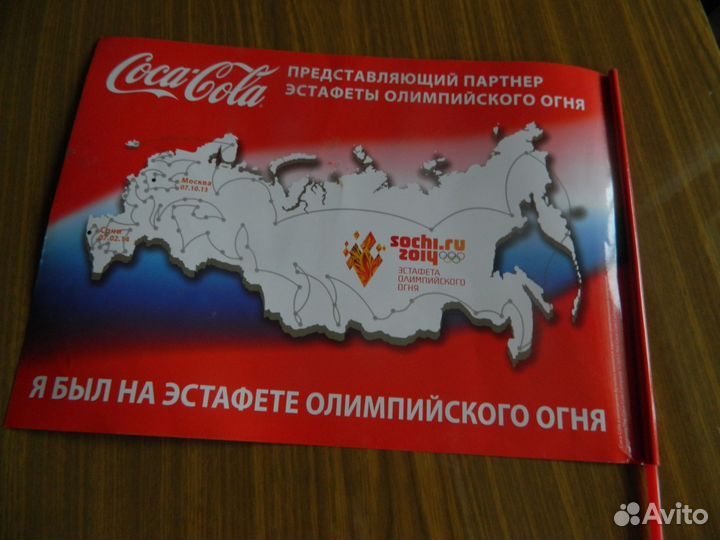 Coca-Cola
ПРЕДСТАВЛЯЮЩИЙ ПАРТНЕР
ЭСТАФЕТЫ ОЛИМПИЙСКОГО ОГНЯ
Москва
07.10.13
Сочи
07.02.14
sochi.ru
2014
ЭСТАФЕТА
ОЛИМПИЙСКОГО
ОГНЯ
Я БЫЛ НА ЭСТАФЕТЕ ОЛИМПИЙСКОГО ОГНЯ
Avito